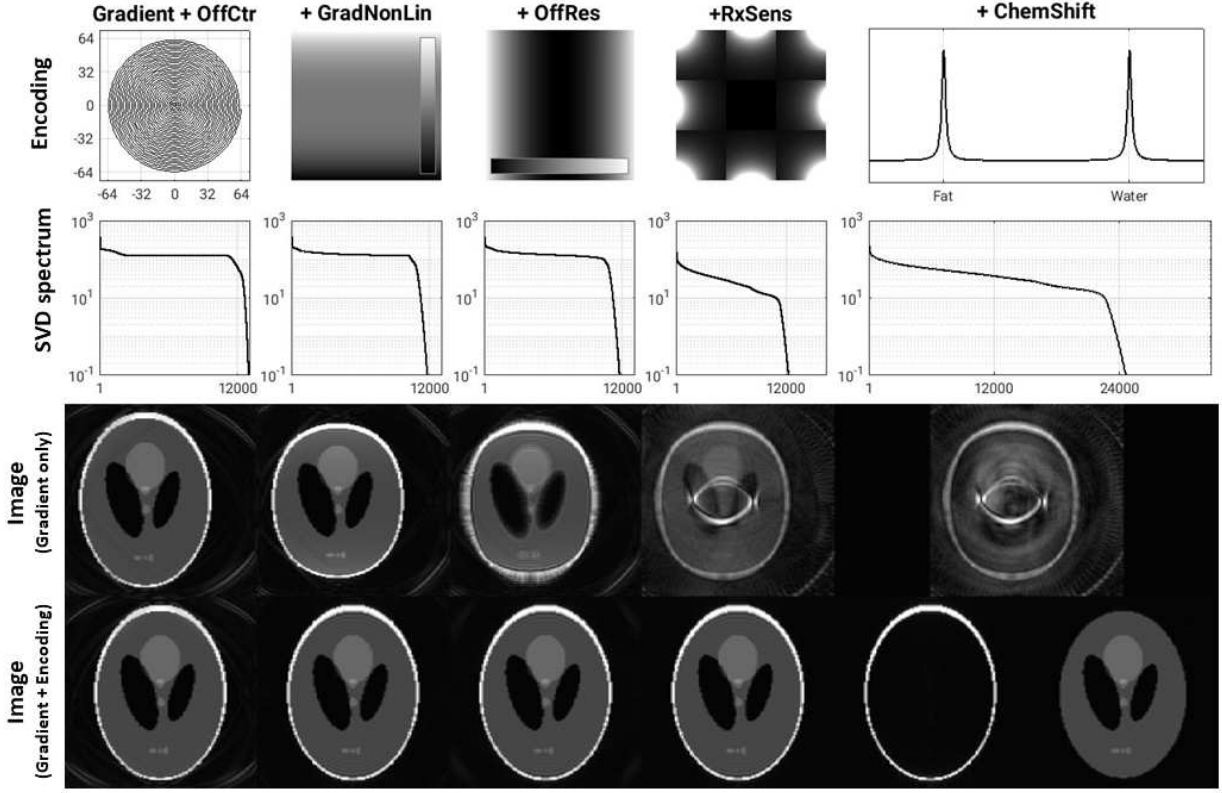 Gradient + OffCtr
+ GradNonLin
+ OffRes
+RxSens
+ ChemShift
Encoding
64
32
0
-32
-64
-64 -32 0 32 64
Fat Water
SVD spectrum
10³
10¹
10⁻¹
1 12000
10³
10¹
10⁻¹
1 12000
10³
10¹
10⁻¹
1 12000
10³
10¹
10⁻¹
1 12000
10³
10¹
10⁻¹
1 12000 24000
Image
(Gradient only)
Image
(Gradient + Encoding)